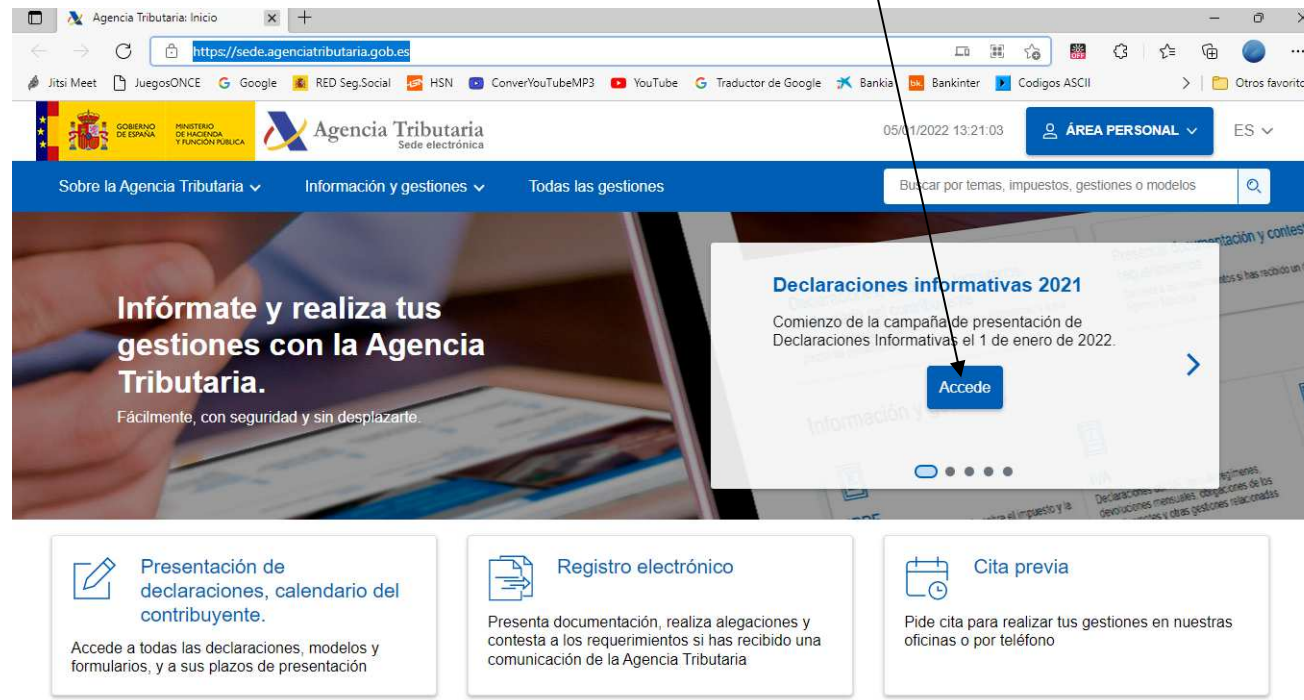 Agencia Tributaria: Inicio
https://sede.agenciatributaria.gob.es
OFF
Jitsi Meet JuegosONCE Google RED Seg.Social HSN ConverYouTubeMP3 YouTube Traductor de Google Bankia bk. Bankinter Codigos ASCII Otros favorito
GOBIERNO DE ESPAÑA
MINISTERIO DE HACIENDA Y FUNCIÓN PÚBLICA
Agencia Tributaria
Sede electrónica
05/01/2022 13:21:03
ÁREA PERSONAL
ES
Sobre la Agencia Tributaria Información y gestiones Todas las gestiones
Buscar por temas, impuestos, gestiones o modelos
Infórmate y realiza tus
gestiones con la Agencia
Tributaria.
Fácilmente, con seguridad y sin desplazarte.
Declaraciones informativas 2021
Comienzo de la campaña de presentación de
Declaraciones Informativas el 1 de enero de 2022.
Accede
Presentación de
declaraciones, calendario del
contribuyente.
Accede a todas las declaraciones, modelos y
formularios, y a sus plazos de presentación
Registro electrónico
Presenta documentación, realiza alegaciones y
contesta a los requerimientos si has recibido una
comunicación de la Agencia Tributaria
Cita previa
Pide cita para realizar tus gestiones en nuestras
oficinas o por teléfono